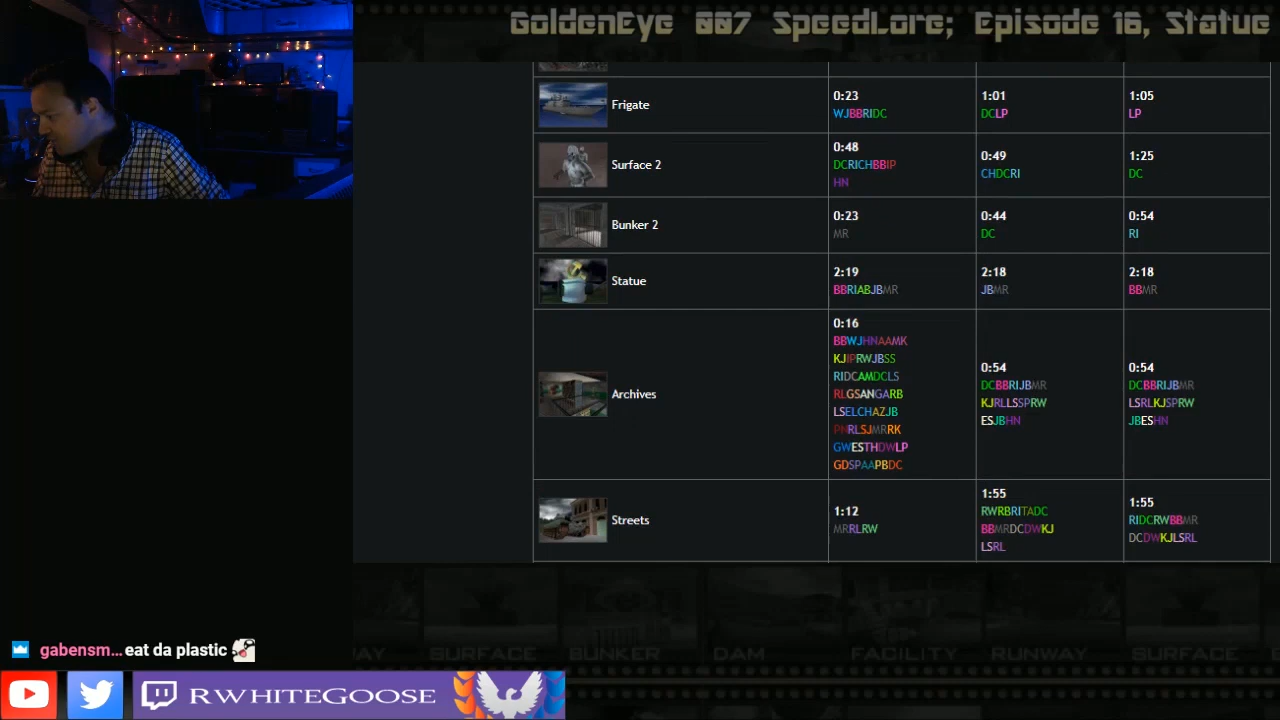 GoldenEye 007 SpeedLore; Episode 16, Statue
Frigate
0:23
WJBBRIDC
1:01
DCLP
1:05
LP
Surface 2
0:48
DCRICHBBIP
HN
0:49
CHDCRI
1:25
DC
Bunker 2
0:23
MR
0:44
DC
0:54
RI
Statue
2:19
BBRIABJBMR
2:18
JBMR
2:18
BBMR
Archives
0:16
BBWJHNAAMK
KJIPRWJBSS
RIDCAMDCLS
RLGSANGARB
LSELCHAZJB
PNRLSJMRRK
GWESTHDWLP
GDSPAAPBDC
0:54
DCBBRIJBMR
KJRLLSSPRW
ESJBHN
0:54
DCBBRIJBMR
LSRLKJSPRW
JBESHN
Streets
1:12
MRRLRW
1:55
RWRBRITADC
BBMRDCDWKJ
LSRL
1:55
RIDCRWBBMR
DCDWKJLSRL
SURFACE BUNKER DAM FACILITY RUNWAY SURFACE
gabensm... eat da plastic
RWHITEGOOSE